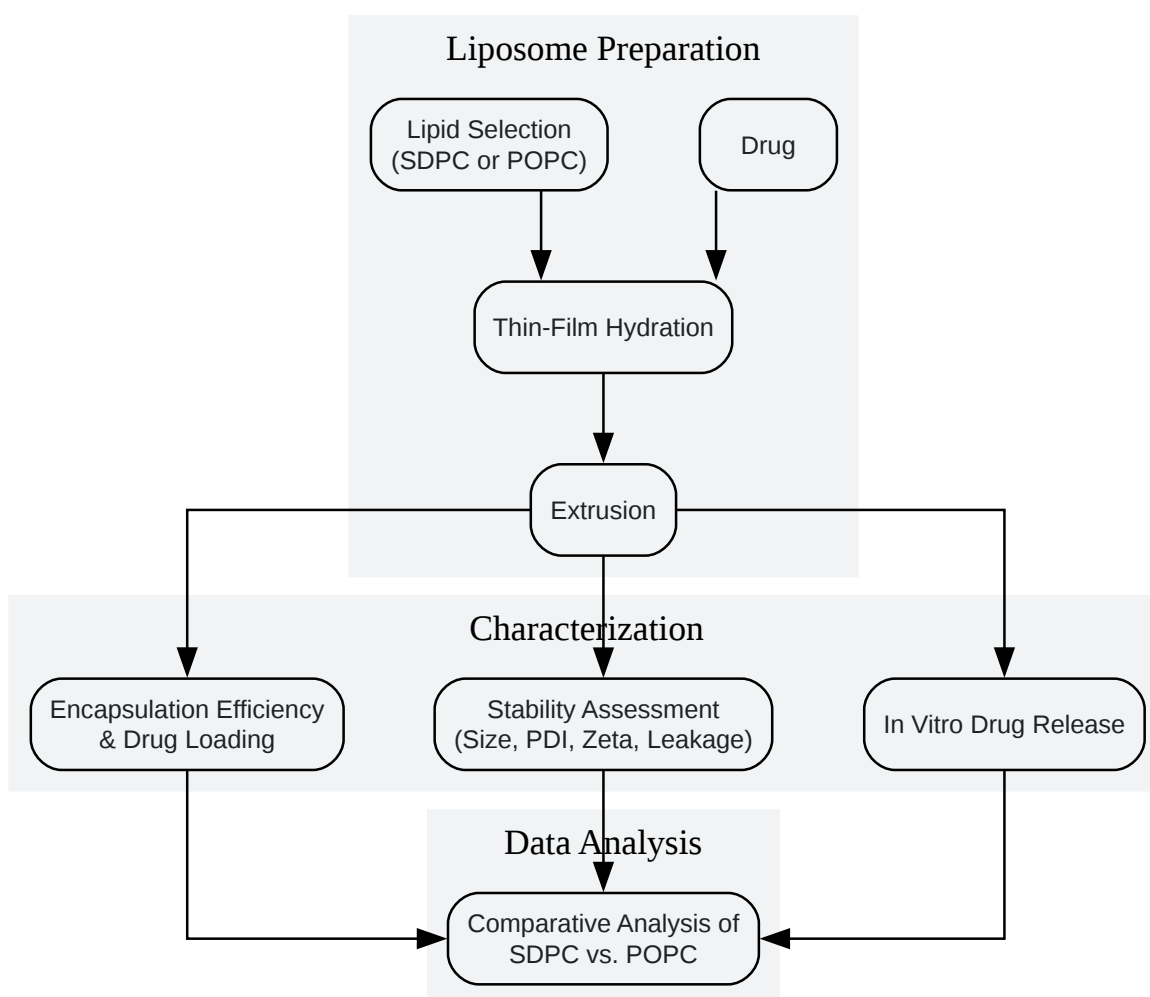 Liposome Preparation
Lipid Selection
(SDPC or POPC)
Drug
Thin-Film Hydration
Extrusion
Characterization
Encapsulation Efficiency
& Drug Loading
Stability Assessment
(Size, PDI, Zeta, Leakage)
In Vitro Drug Release
Data Analysis
Comparative Analysis of
SDPC vs. POPC